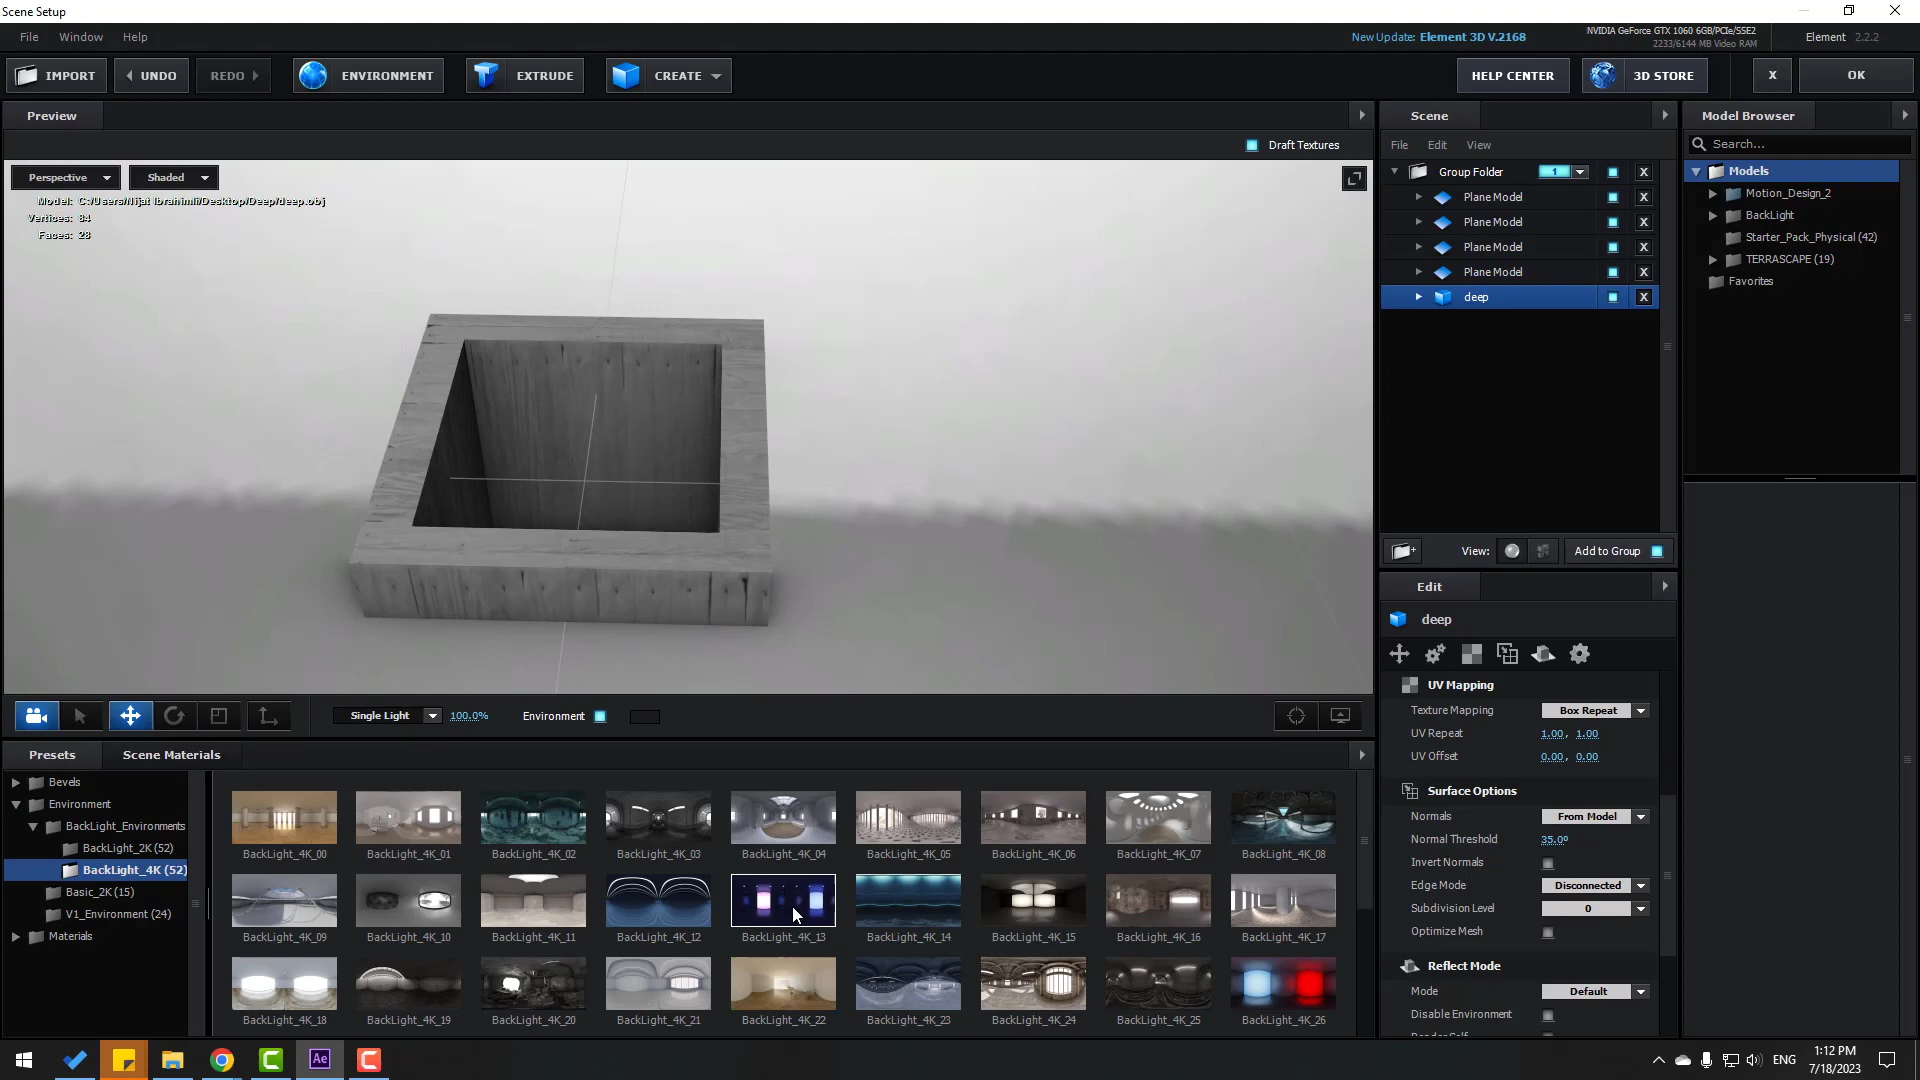 Scene Setup
File Window Help
New Update: Element 3D V.2168
NVIDIA GeForce GTX 1060 6GB/PCIe/SSE2
2233/6144 MB Video RAM
Element 2.2.2
IMPORT UNDO REDO ENVIRONMENT EXTRUDE CREATE HELP CENTER 3D STORE X OK
Preview
Draft Textures
Perspective Shaded
Model: C:/Users/Nijat Ibrahimli/Desktop/Deep/deep.obj
Vertices: 84
Faces: 28
Single Light 100.0% Environment
Scene
File Edit View
Group Folder 1 X
Plane Model X
Plane Model X
Plane Model X
Plane Model X
deep X
View: Add to Group
Model Browser
Search...
Models
Motion_Design_2
BackLight
Starter_Pack_Physical (42)
TERRASCAPE (19)
Favorites
Edit
deep
UV Mapping
Texture Mapping Box Repeat
UV Repeat 1.00, 1.00
UV Offset 0.00, 0.00
Surface Options
Normals From Model
Normal Threshold 35.0º
Invert Normals
Edge Mode Disconnected
Subdivision Level 0
Optimize Mesh
Reflect Mode
Mode Default
Disable Environment
Presets Scene Materials
Bevels
Environment
BackLight_Environments
BackLight_2K (52)
BackLight_4K (52)
Basic_2K (15)
V1_Environment (24)
Materials
BackLight_4K_00 BackLight_4K_01 BackLight_4K_02 BackLight_4K_03 BackLight_4K_04 BackLight_4K_05 BackLight_4K_06 BackLight_4K_07 BackLight_4K_08
BackLight_4K_09 BackLight_4K_10 BackLight_4K_11 BackLight_4K_12 BackLight_4K_13 BackLight_4K_14 BackLight_4K_15 BackLight_4K_16 BackLight_4K_17
BackLight_4K_18 BackLight_4K_19 BackLight_4K_20 BackLight_4K_21 BackLight_4K_22 BackLight_4K_23 BackLight_4K_24 BackLight_4K_25 BackLight_4K_26
Ae
C
C
ENG
1:12 PM
7/18/2023